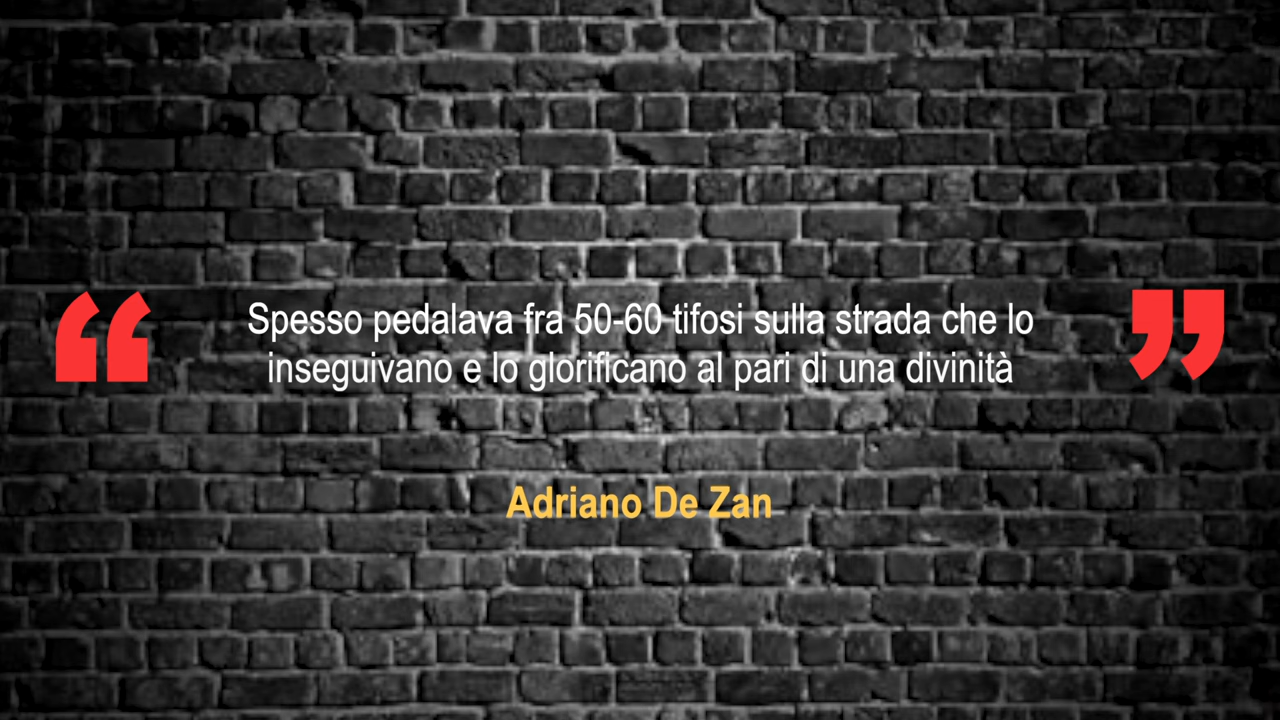 “
Spesso pedalava fra 50-60 tifosi sulla strada che lo
inseguivano e lo glorificano al pari di una divinità
”
Adriano De Zan